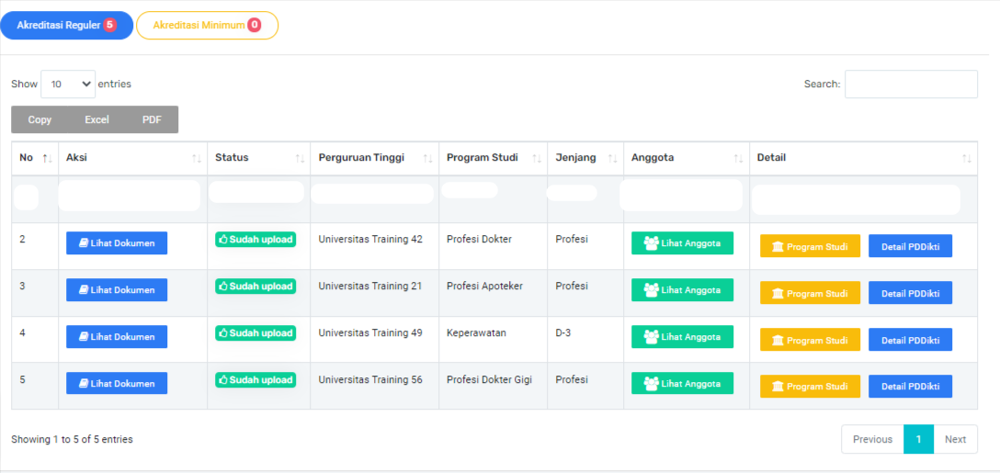 Akreditasi Reguler 5 Akreditasi Minimum 0
Show 10 entries Search:
Copy Excel PDF
No Aksi Status Perguruan Tinggi Program Studi Jenjang Anggota Detail
2 Lihat Dokumen Sudah upload Universitas Training 42 Profesi Dokter Profesi Lihat Anggota Program Studi Detail PDDikti
3 Lihat Dokumen Sudah upload Universitas Training 21 Profesi Apoteker Profesi Lihat Anggota Program Studi Detail PDDikti
4 Lihat Dokumen Sudah upload Universitas Training 49 Keperawatan D-3 Lihat Anggota Program Studi Detail PDDikti
5 Lihat Dokumen Sudah upload Universitas Training 56 Profesi Dokter Gigi Profesi Lihat Anggota Program Studi Detail PDDikti
Showing 1 to 5 of 5 entries Previous 1 Next